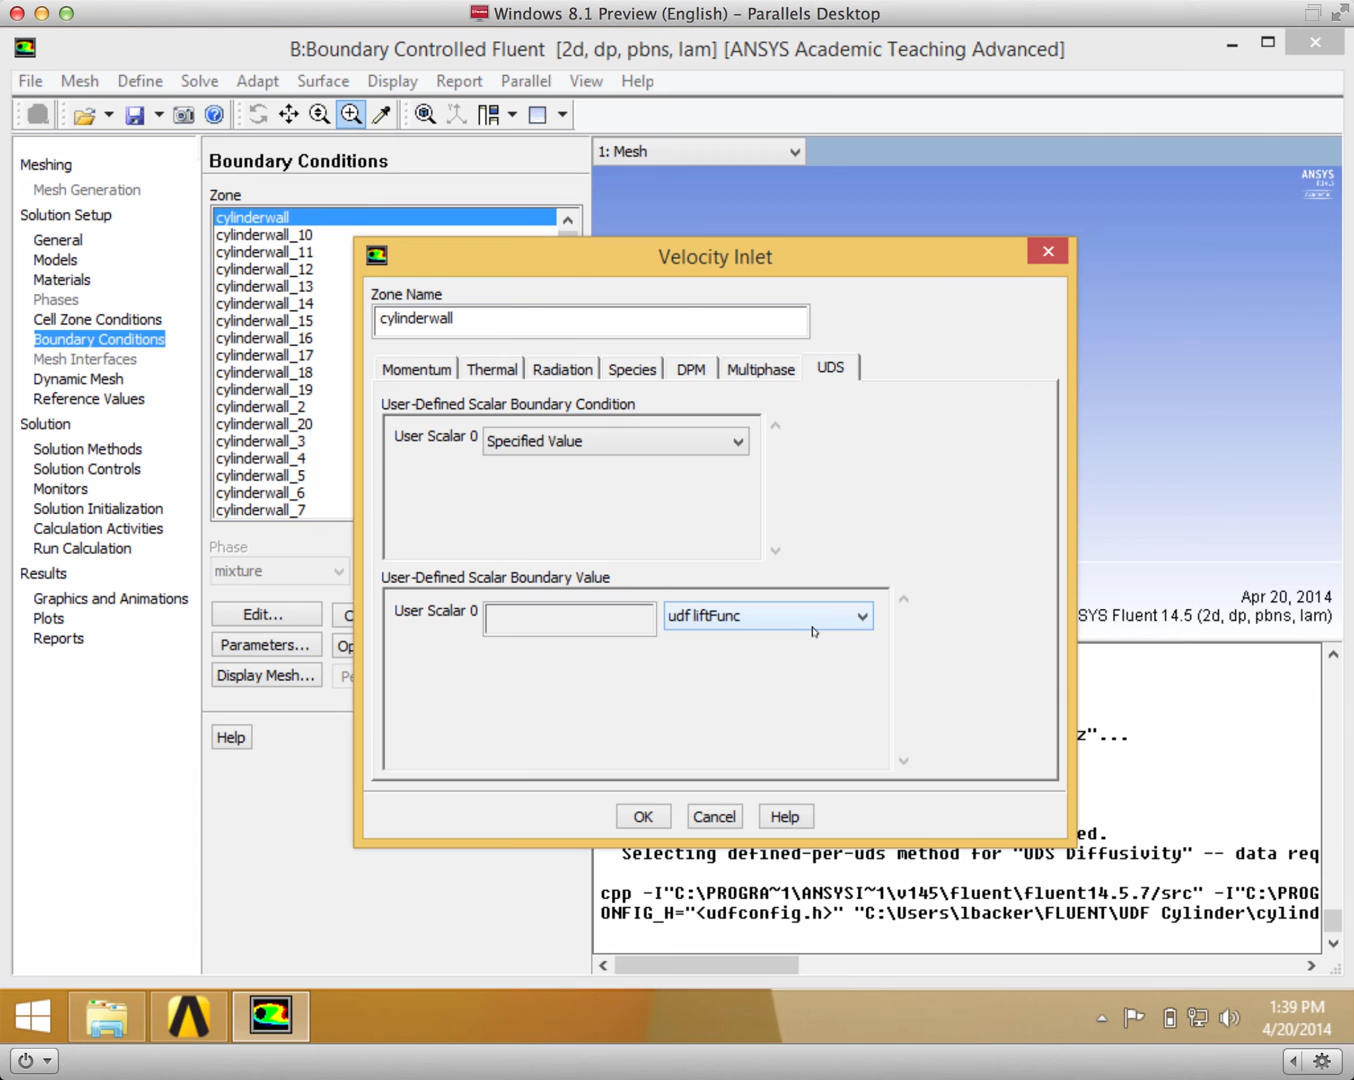 Windows 8.1 Preview (English) – Parallels Desktop
B:Boundary Controlled Fluent [2d, dp, pbns, lam] [ANSYS Academic Teaching Advanced]
File Mesh Define Solve Adapt Surface Display Report Parallel View Help
Meshing
Mesh Generation
Solution Setup
General
Models
Materials
Phases
Cell Zone Conditions
Boundary Conditions
Mesh Interfaces
Dynamic Mesh
Reference Values
Solution
Solution Methods
Solution Controls
Monitors
Solution Initialization
Calculation Activities
Run Calculation
Results
Graphics and Animations
Plots
Reports
Boundary Conditions
Zone
cylinderwall
cylinderwall_10
cylinderwall_11
cylinderwall_12
cylinderwall_13
cylinderwall_14
cylinderwall_15
cylinderwall_16
cylinderwall_17
cylinderwall_18
cylinderwall_19
cylinderwall_2
cylinderwall_20
cylinderwall_3
cylinderwall_4
cylinderwall_5
cylinderwall_6
cylinderwall_7
Phase
mixture
Edit...
Parameters...
Op
Display Mesh...
Pe
Help
1: Mesh
ANSYS
Velocity Inlet
Zone Name
cylinderwall
Momentum Thermal Radiation Species DPM Multiphase UDS
User-Defined Scalar Boundary Condition
User Scalar 0 Specified Value
User-Defined Scalar Boundary Value
User Scalar 0 udf liftFunc
OK Cancel Help
Apr 20, 2014
SYS Fluent 14.5 (2d, dp, pbns, lam)
z"...
ed.
Selecting defined-per-uds method for "UDS Diffusivity" -- data req
cpp -I"C:\PROGRA~1\ANSYSI~1\v145\fluent\fluent14.5.7/src" -I"C:\PROG
ONFIG_H="<udfconfig.h>" "C:\Users\lbacker\FLUENT\UDF Cylinder\cylind
1:39 PM
4/20/2014